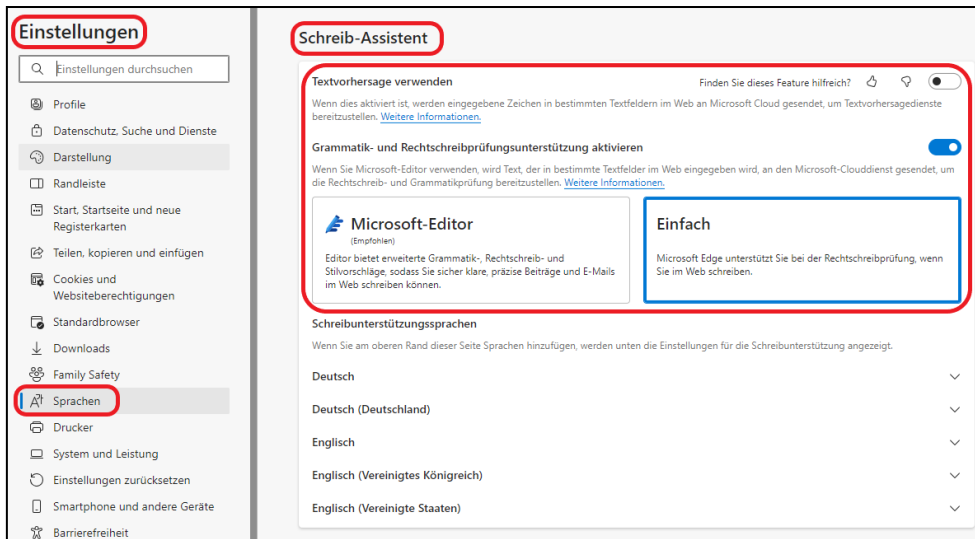 Einstellungen
Einstellungen durchsuchen
Profile
Datenschutz, Suche und Dienste
Darstellung
Randleiste
Start, Startseite und neue
Registerkarten
Teilen, kopieren und einfügen
Cookies und
Websiteberechtigungen
Standardbrowser
Downloads
Family Safety
Sprachen
Drucker
System und Leistung
Einstellungen zurücksetzen
Smartphone und andere Geräte
Barrierefreiheit
Schreib-Assistent
Textvorhersage verwenden
Finden Sie dieses Feature hilfreich?
Wenn dies aktiviert ist, werden eingegebene Zeichen in bestimmten Textfeldern im Web an Microsoft Cloud gesendet, um Textvorhersagedienste
bereitzustellen. Weitere Informationen.
Grammatik- und Rechtschreibprüfungsunterstützung aktivieren
Wenn Sie Microsoft-Editor verwenden, wird Text, der in bestimmte Textfelder im Web eingegeben wird, an den Microsoft-Clouddienst gesendet, um
die Rechtschreib- und Grammatikprüfung bereitzustellen. Weitere Informationen.
Microsoft-Editor
(Empfohlen)
Editor bietet erweiterte Grammatik-, Rechtschreib- und
Stilvorschläge, sodass Sie sicher klare, präzise Beiträge und E-Mails
im Web schreiben können.
Einfach
Microsoft Edge unterstützt Sie bei der Rechtschreibprüfung, wenn
Sie im Web schreiben.
Schreibunterstützungssprachen
Wenn Sie am oberen Rand dieser Seite Sprachen hinzufügen, werden unten die Einstellungen für die Schreibunterstützung angezeigt.
Deutsch
Deutsch (Deutschland)
Englisch
Englisch (Vereinigtes Königreich)
Englisch (Vereinigte Staaten)